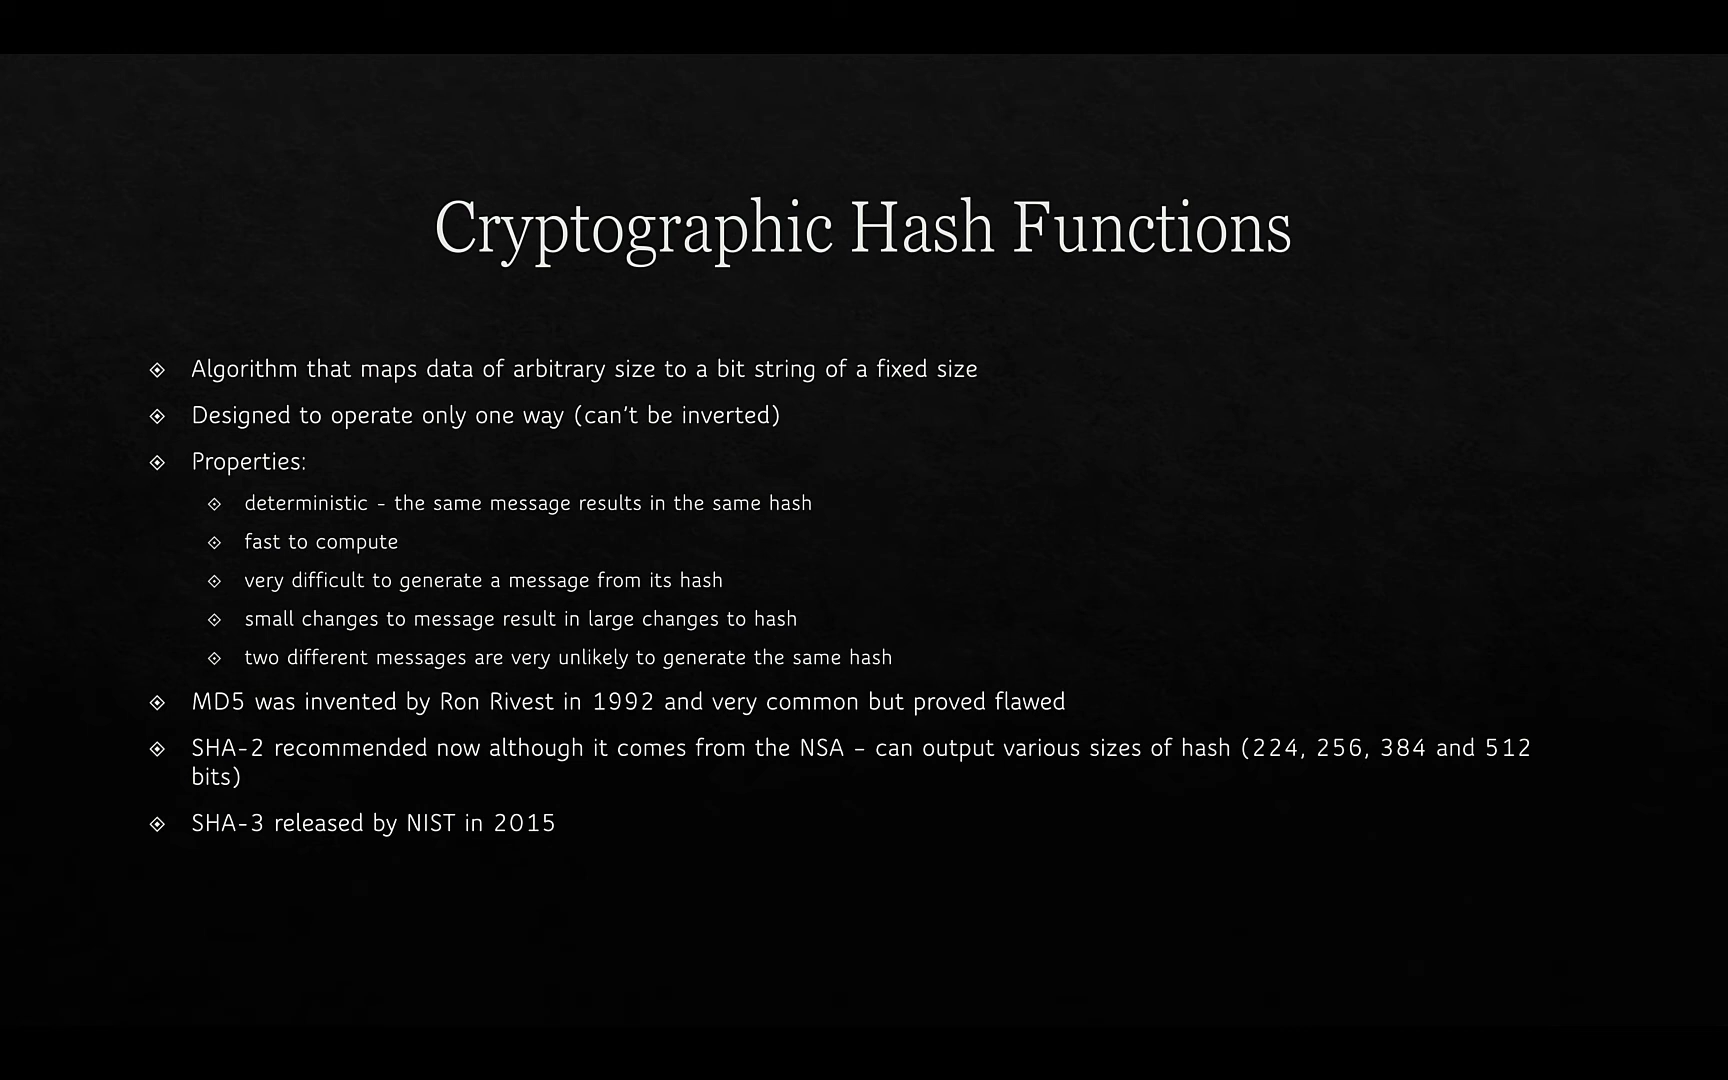 Cryptographic Hash Functions
Algorithm that maps data of arbitrary size to a bit string of a fixed size
Designed to operate only one way (can't be inverted)
Properties:
deterministic - the same message results in the same hash
fast to compute
very difficult to generate a message from its hash
small changes to message result in large changes to hash
two different messages are very unlikely to generate the same hash
MD5 was invented by Ron Rivest in 1992 and very common but proved flawed
SHA-2 recommended now although it comes from the NSA – can output various sizes of hash (224, 256, 384 and 512
bits)
SHA-3 released by NIST in 2015